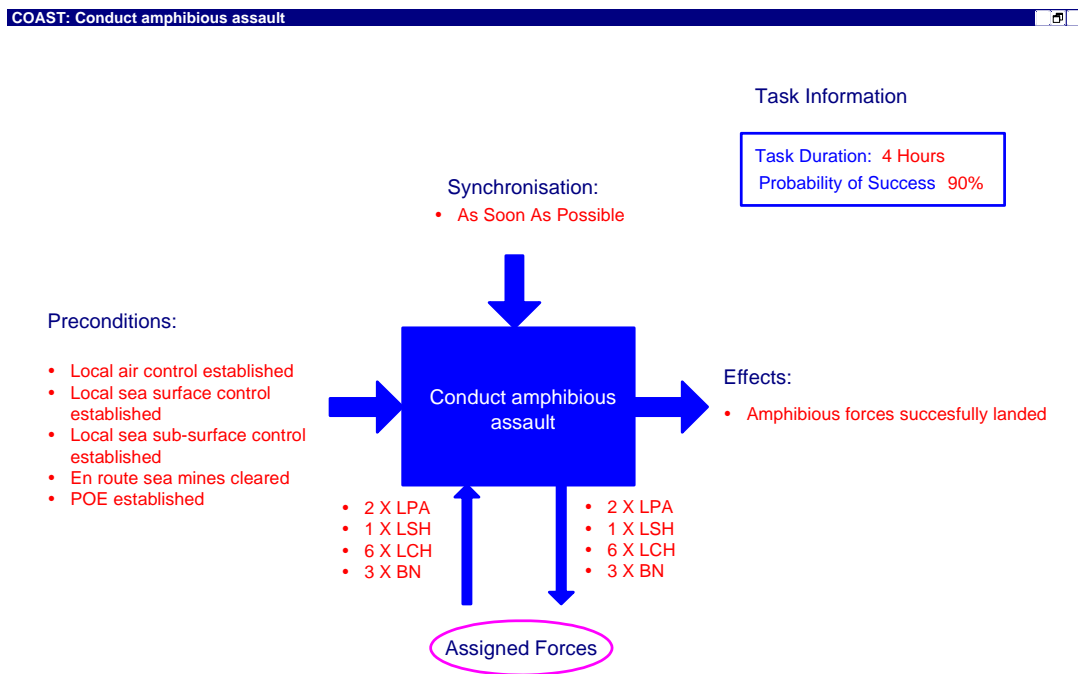 COAST: Conduct amphibious assault
Task Information
Task Duration: 4 Hours
Probability of Success 90%
Synchronisation:
• As Soon As Possible
Preconditions:
• Local air control established
• Local sea surface control
established
• Local sea sub-surface control
established
• En route sea mines cleared
• POE established
Conduct amphibious
assault
Effects:
• Amphibious forces succesfully landed
• 2 X LPA
• 1 X LSH
• 6 X LCH
• 3 X BN
• 2 X LPA
• 1 X LSH
• 6 X LCH
• 3 X BN
Assigned Forces